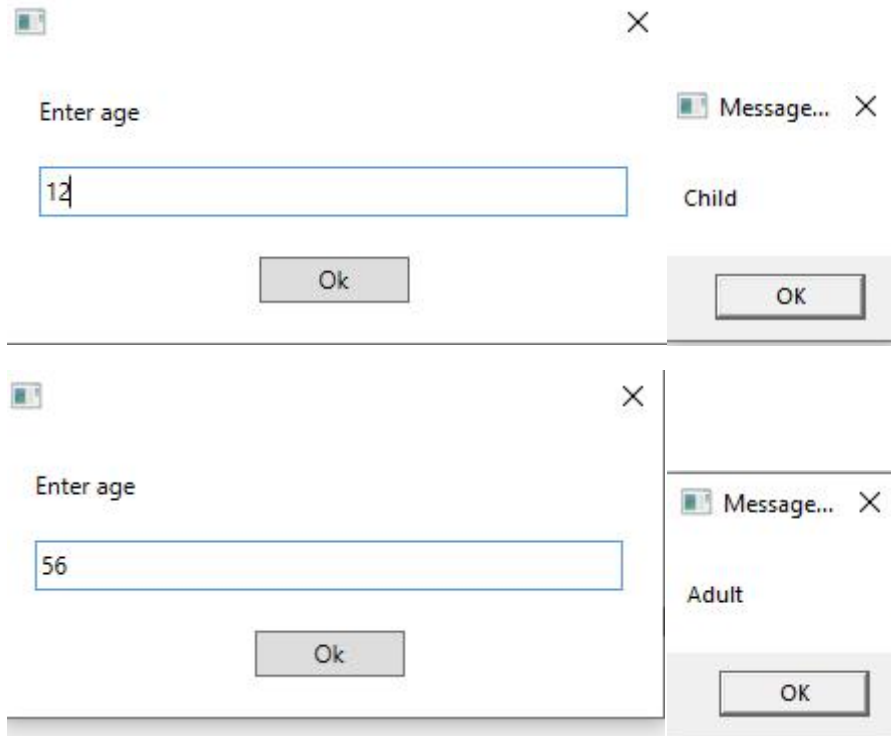 Enter age
12
Ok
Message...
Child
OK
Enter age
56
Ok
Message...
Adult
OK